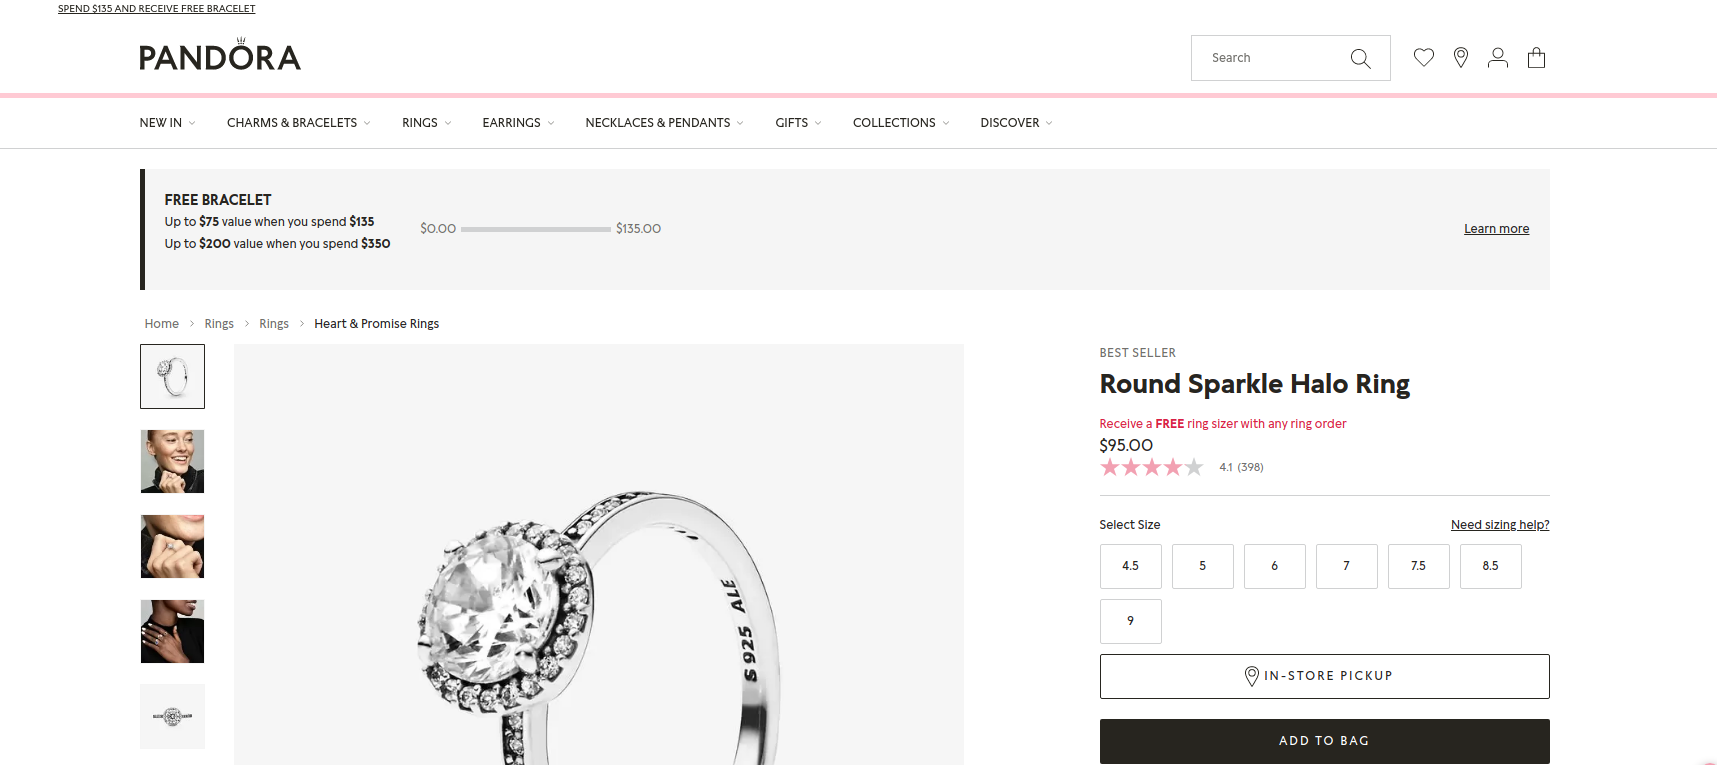 SPEND $135 AND RECEIVE FREE BRACELET
PANDORA
Search
NEW IN CHARMS & BRACELETS RINGS EARRINGS NECKLACES & PENDANTS GIFTS COLLECTIONS DISCOVER
FREE BRACELET
Up to $75 value when you spend $135
Up to $200 value when you spend $350
$0.00 $135.00
Learn more
Home Rings Rings Heart & Promise Rings
BEST SELLER
Round Sparkle Halo Ring
Receive a FREE ring sizer with any ring order
$95.00
4.1 (398)
Select Size Need sizing help?
4.5 5 6 7 7.5 8.5
9
IN-STORE PICKUP
ADD TO BAG
S 925 ALE